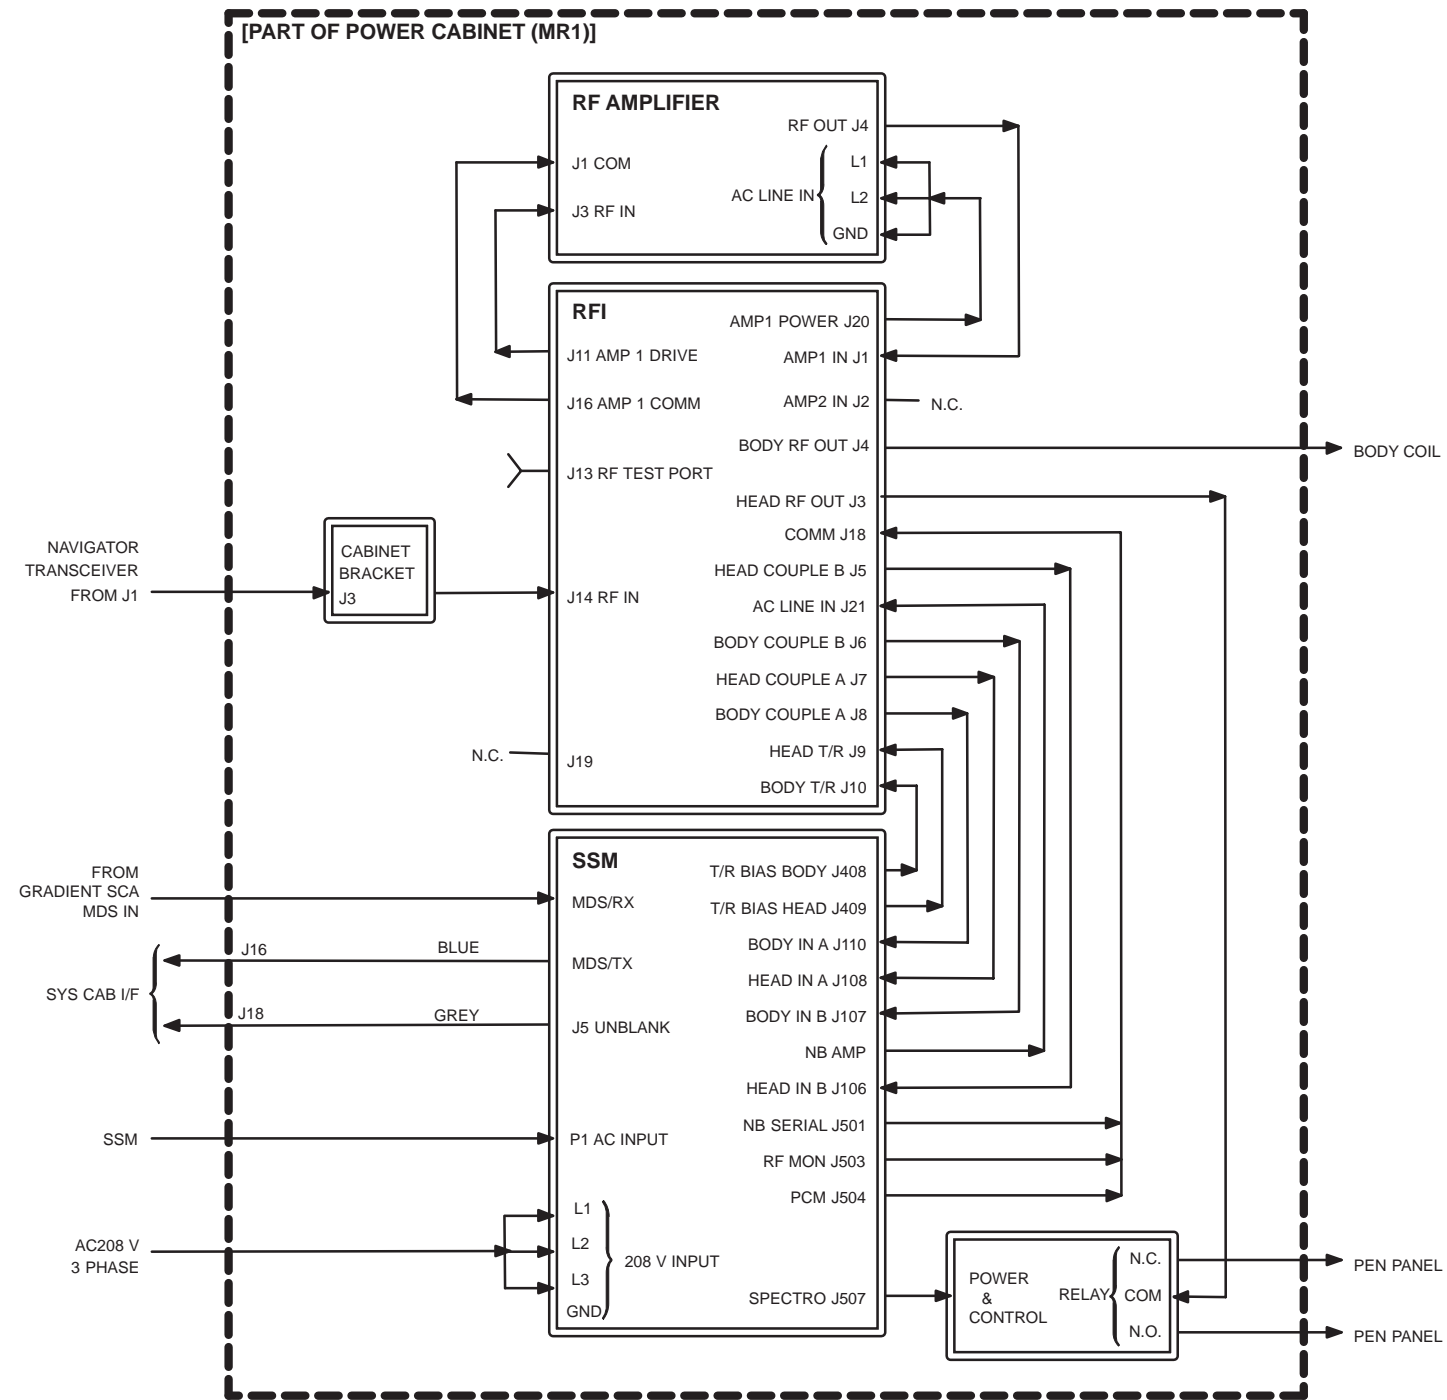 [PART OF POWER CABINET (MR1)]
RF AMPLIFIER
RF OUT J4
J1 COM
L1
AC LINE IN
L2
J3 RF IN
GND
RFI
AMP1 POWER J20
J11 AMP 1 DRIVE
AMP1 IN J1
J16 AMP 1 COMM
AMP2 IN J2
N.C.
BODY RF OUT J4
BODY COIL
J13 RF TEST PORT
HEAD RF OUT J3
COMM J18
NAVIGATOR
TRANSCEIVER
FROM J1
CABINET
BRACKET
J3
HEAD COUPLE B J5
J14 RF IN
AC LINE IN J21
BODY COUPLE B J6
HEAD COUPLE A J7
BODY COUPLE A J8
HEAD T/R J9
N.C.
J19
BODY T/R J10
SSM
FROM
GRADIENT SCA
MDS IN
MDS/RX
T/R BIAS BODY J408
T/R BIAS HEAD J409
BODY IN A J110
J16
BLUE
MDS/TX
HEAD IN A J108
SYS CAB I/F
J18
GREY
J5 UNBLANK
BODY IN B J107
NB AMP
HEAD IN B J106
NB SERIAL J501
SSM
P1 AC INPUT
RF MON J503
PCM J504
L1
AC208 V
3 PHASE
L2
208 V INPUT
L3
GND
SPECTRO J507
POWER
&
CONTROL
RELAY
N.C.
COM
N.O.
PEN PANEL
PEN PANEL